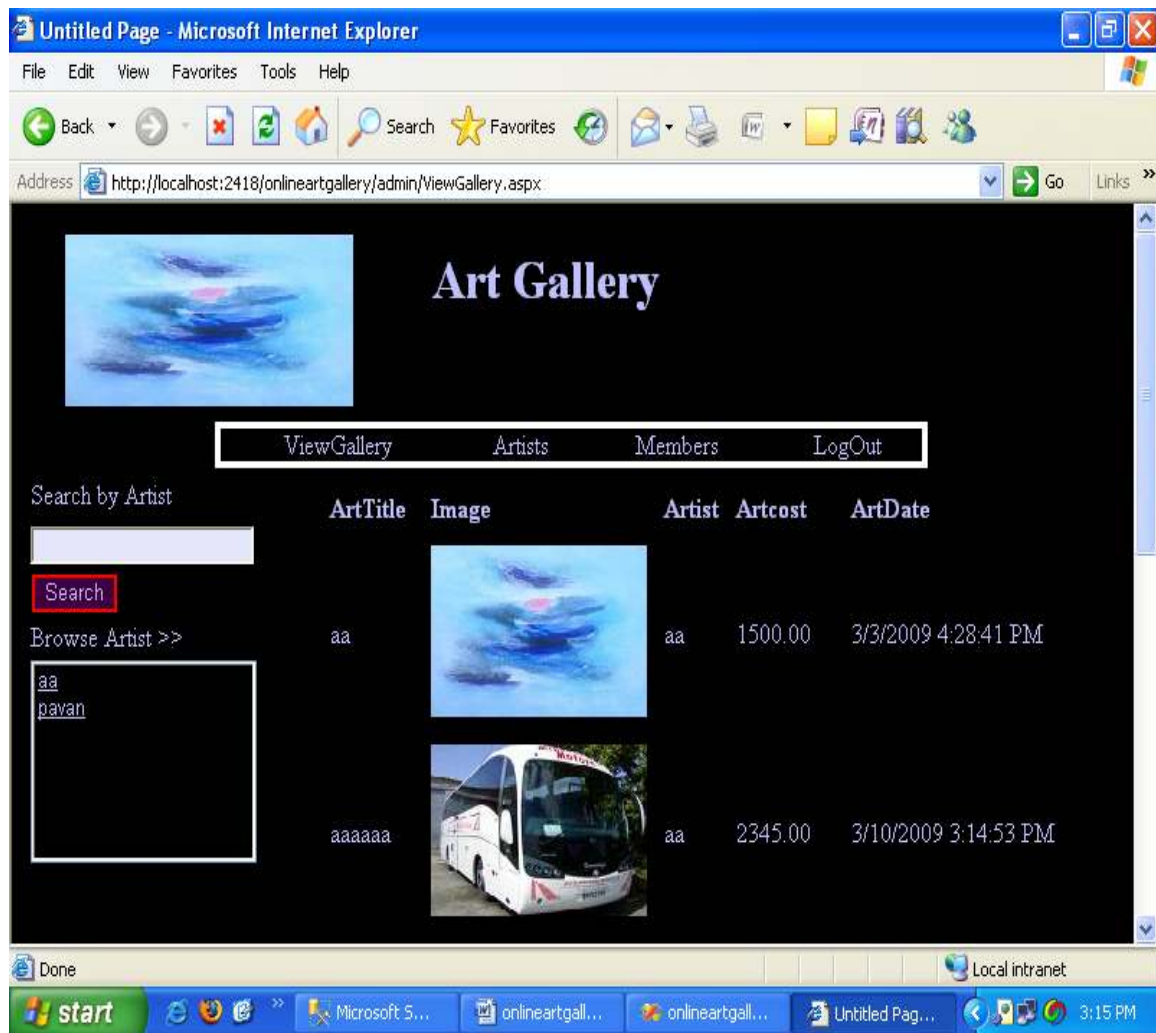 Untitled Page - Microsoft Internet Explorer
File Edit View Favorites Tools Help
Back Search Favorites
Address http://localhost:2418/onlineartgallery/admin/ViewGallery.aspx Go Links »
Art Gallery
ViewGallery Artists Members LogOut
Search by Artist
Search
Browse Artist >>
aa
pavan
ArtTitle Image Artist Artcost ArtDate
aa aa 1500.00 3/3/2009 4:28:41 PM
aaaaaa aa 2345.00 3/10/2009 3:14:53 PM
Done Local intranet
start » Microsoft S... onlineartgall... onlineartgall... Untitled Pag... 3:15 PM